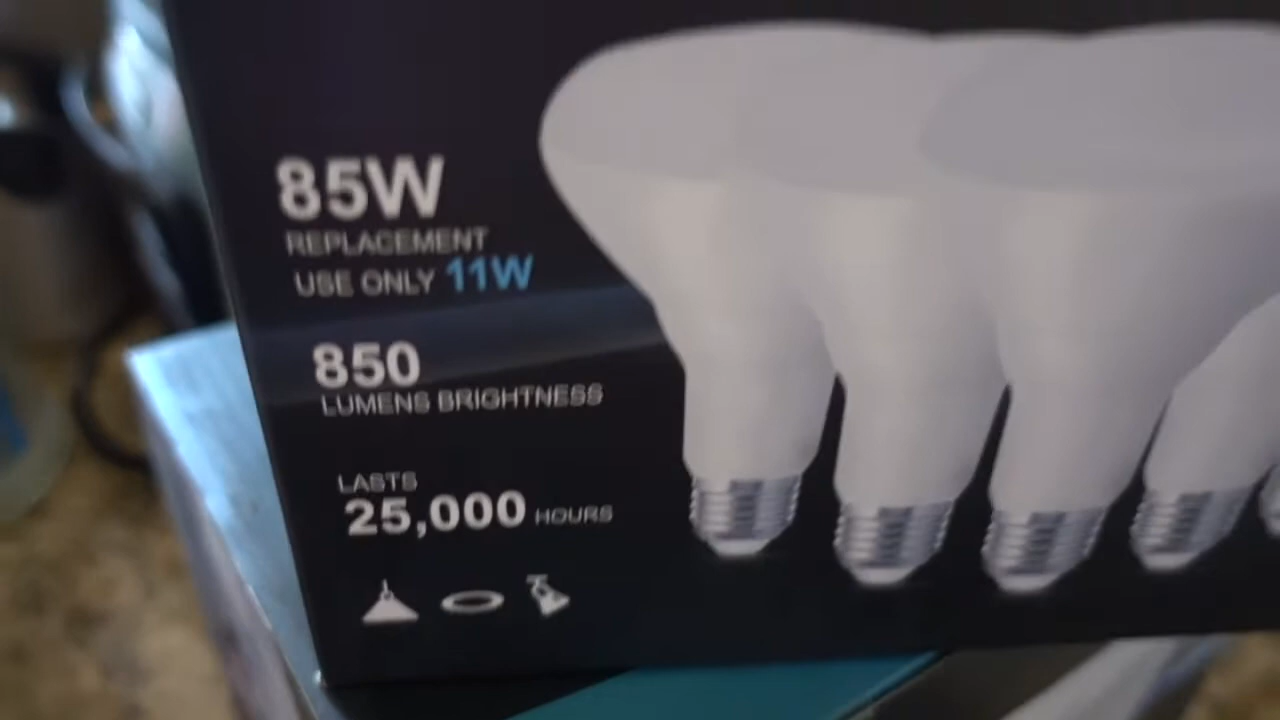 85W
REPLACEMENT
USE ONLY 11W
850
LUMENS BRIGHTNESS
LASTS
25,000 HOURS